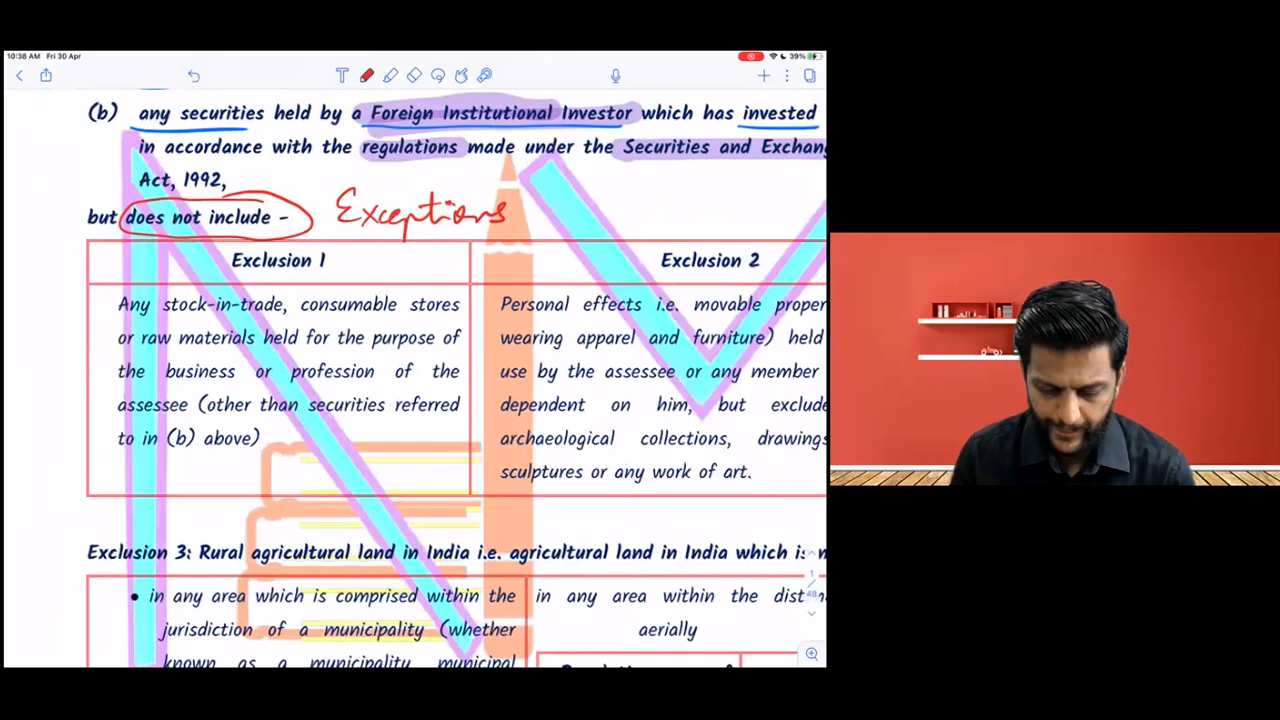 10:38 AM Fri 30 Apr
39%
(b) any securities held by a Foreign Institutional Investor which has invested
in accordance with the regulations made under the Securities and Exchang
Act, 1992,
but does not include -
Exceptions
Exclusion 1
Any stock-in-trade, consumable stores
or raw materials held for the purpose of
the business or profession of the
assessee (other than securities referred
to in (b) above)
Exclusion 2
Personal effects i.e. movable proper
wearing apparel and furniture) held
use by the assessee or any member
dependent on him, but exclude
archaeological collections, drawings
sculptures or any work of art.
Exclusion 3: Rural agricultural land in India i.e. agricultural land in India which is
• in any area which is comprised within the
jurisdiction of a municipality (whether
known as a municipality, municipal
in any area within the dist
aerially
1
/
48